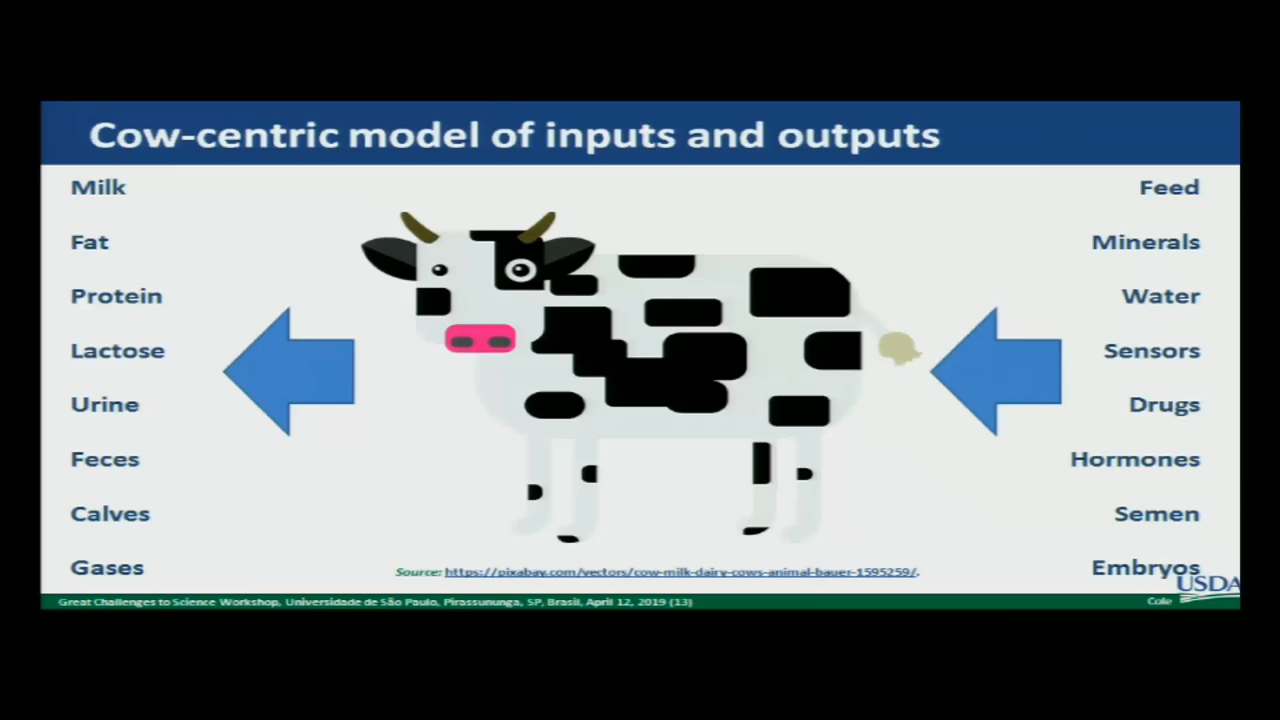 Cow-centric model of inputs and outputs
Milk
Fat
Protein
Lactose
Urine
Feces
Calves
Gases
Feed
Minerals
Water
Sensors
Drugs
Hormones
Semen
Embryos
Source: https://pixabay.com/vectors/cow-milk-dairy-cows-animal-bauer-1595259/.
Great Challenges to Science Workshop, Universidade de São Paulo, Pirassununga, SP, Brasil, April 12, 2019 (13)
Cole
USDA